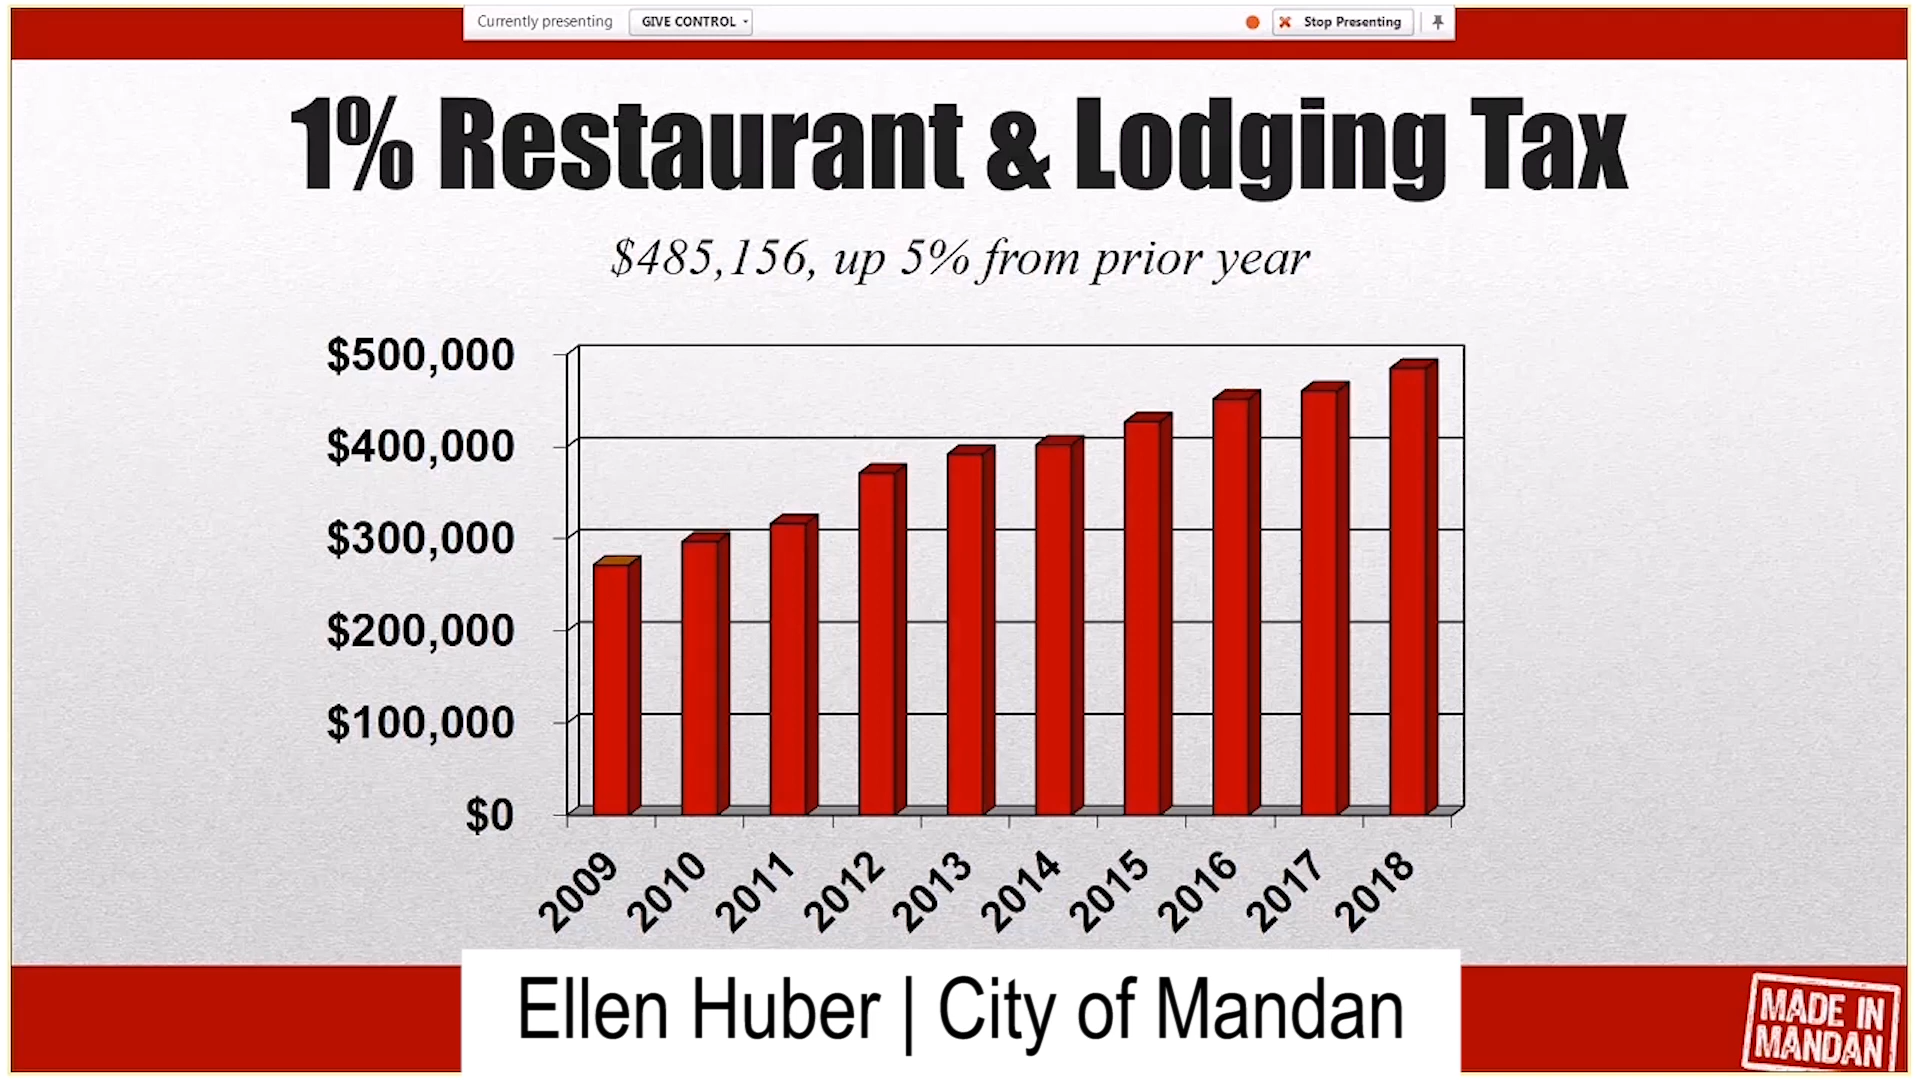 Currently presenting GIVE CONTROL Stop Presenting
1% Restaurant & Lodging Tax
$485,156, up 5% from prior year
$500,000
$400,000
$300,000
$200,000
$100,000
$0
2009 2010 2011 2012 2013 2014 2015 2016 2017 2018
Ellen Huber | City of Mandan
MADE IN
MANDAN